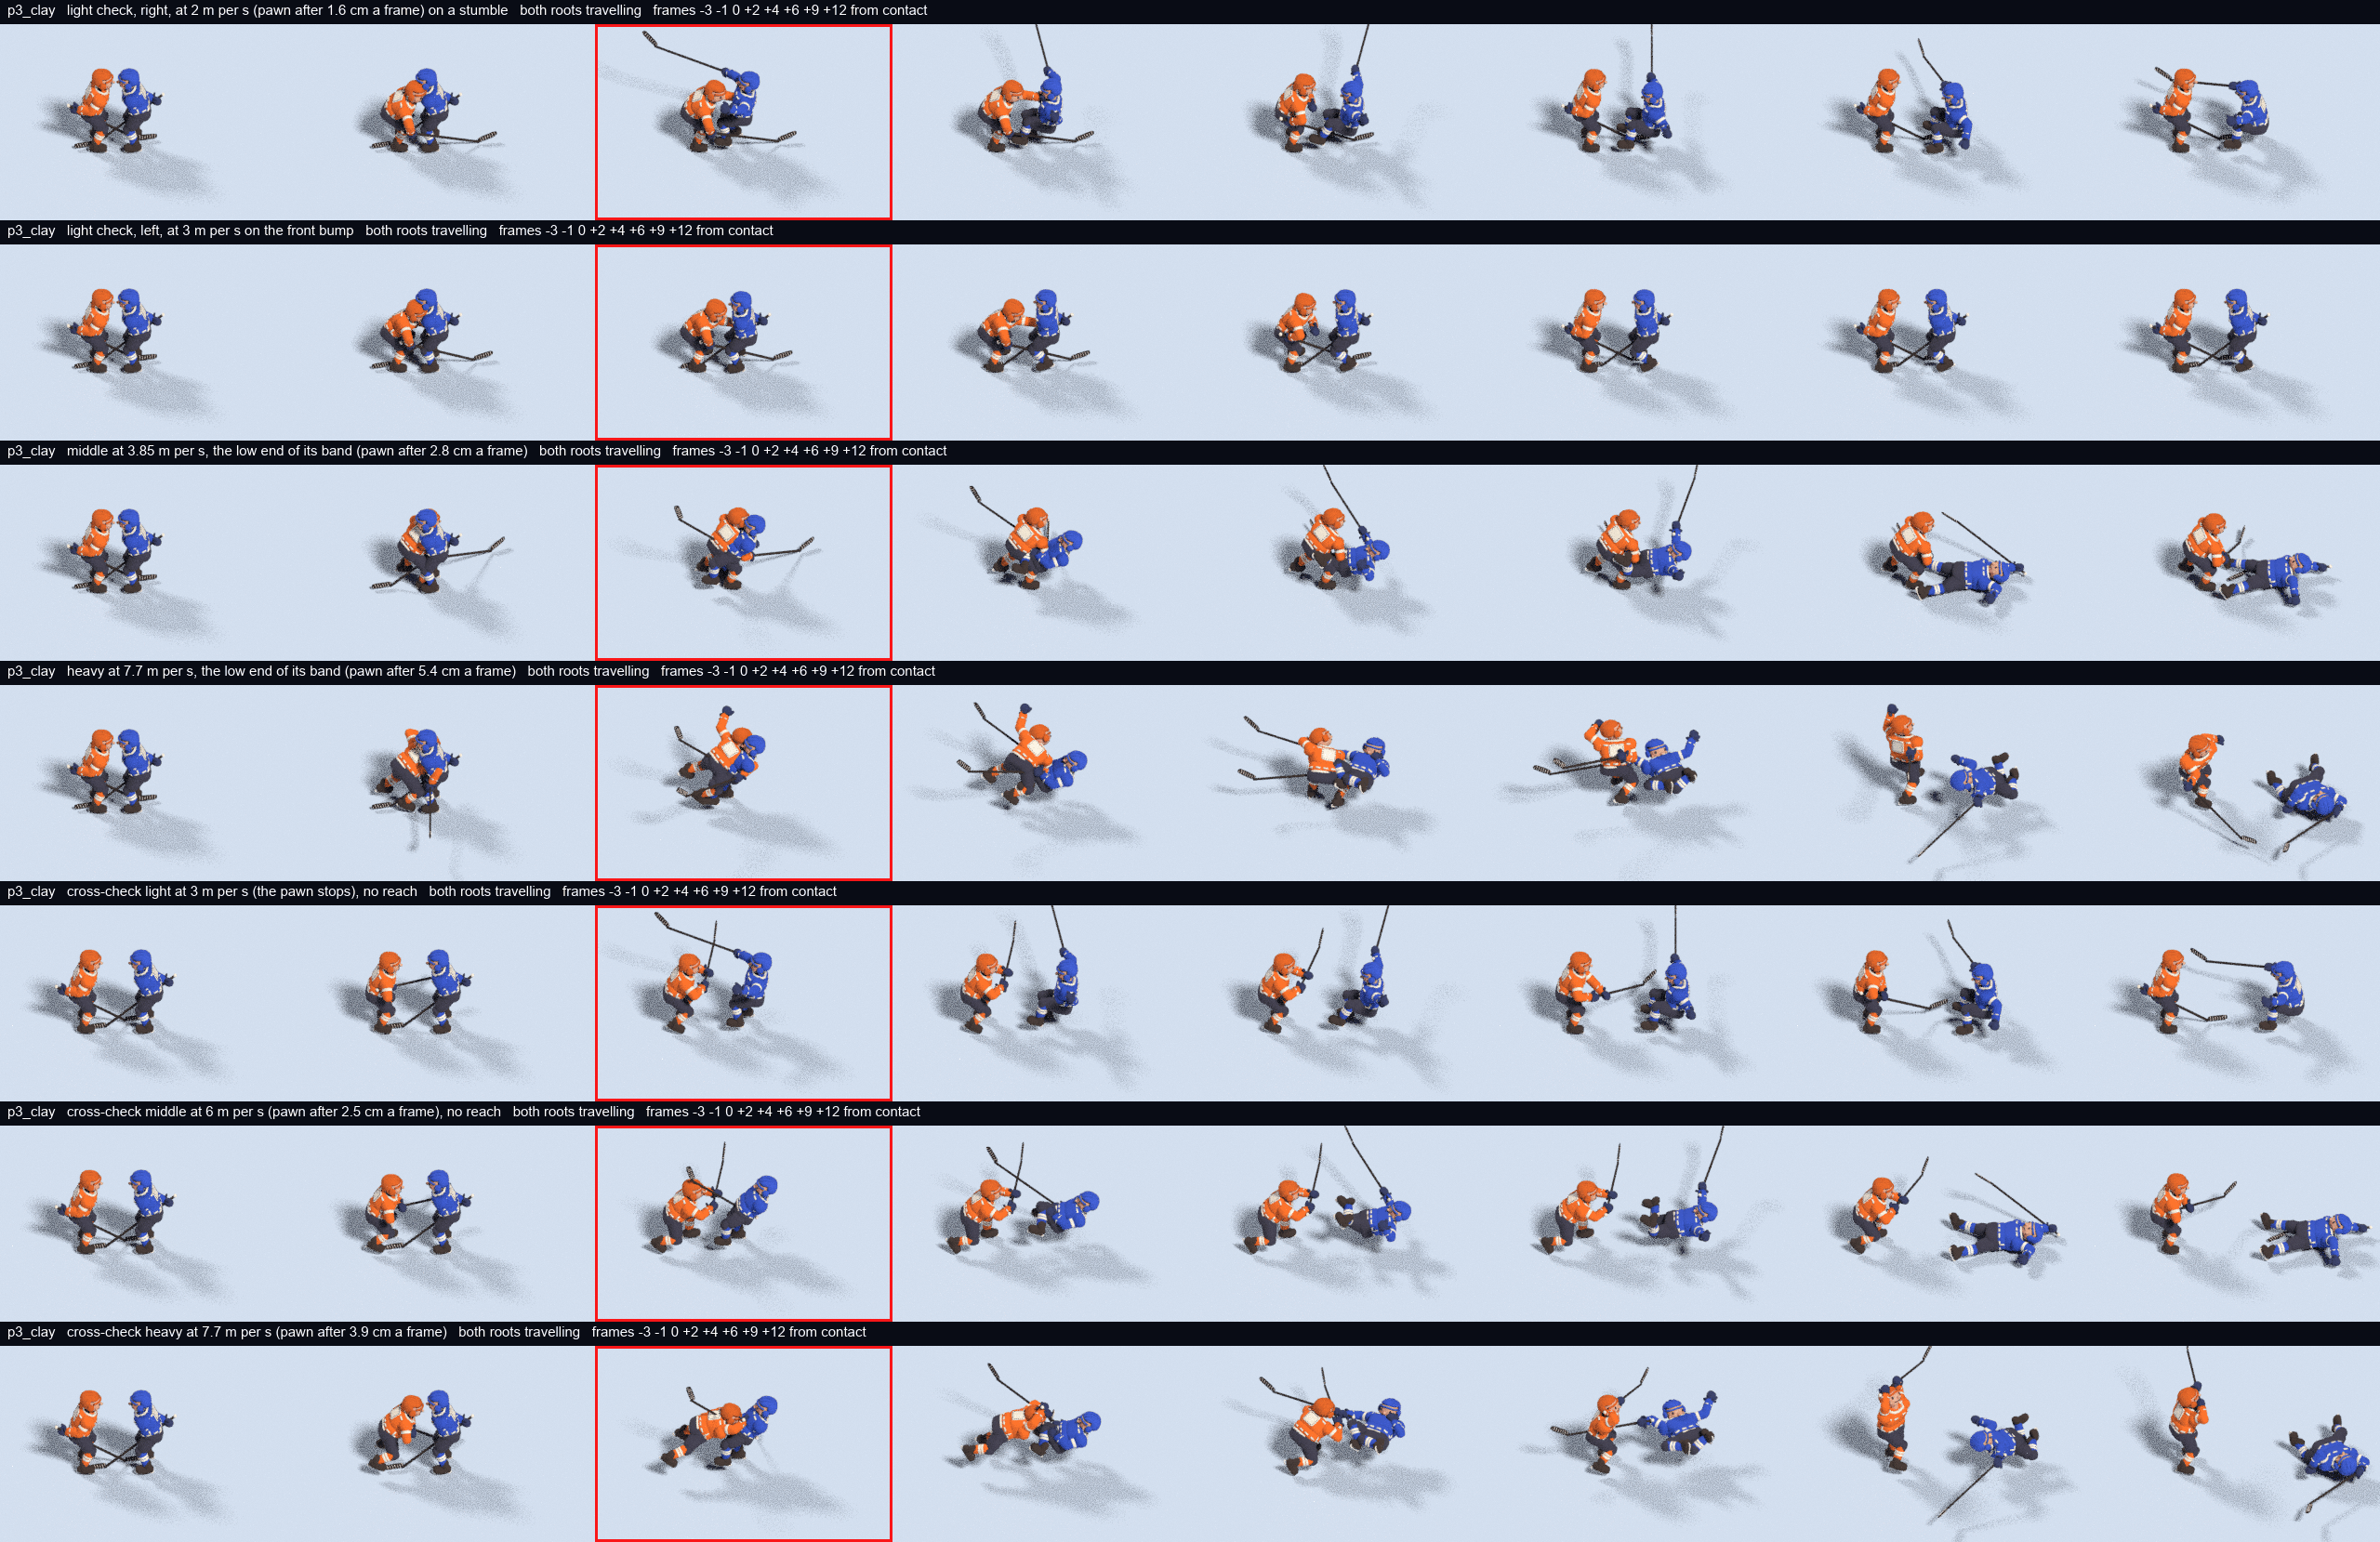 p3_clay light check, right, at 2 m per s (pawn after 1.6 cm a frame) on a stumble both roots travelling frames -3 -1 0 +2 +4 +6 +9 +12 from contact
p3_clay light check, left, at 3 m per s on the front bump both roots travelling frames -3 -1 0 +2 +4 +6 +9 +12 from contact
p3_clay middle at 3.85 m per s, the low end of its band (pawn after 2.8 cm a frame) both roots travelling frames -3 -1 0 +2 +4 +6 +9 +12 from contact
p3_clay heavy at 7.7 m per s, the low end of its band (pawn after 5.4 cm a frame) both roots travelling frames -3 -1 0 +2 +4 +6 +9 +12 from contact
p3_clay cross-check light at 3 m per s (the pawn stops), no reach both roots travelling frames -3 -1 0 +2 +4 +6 +9 +12 from contact
p3_clay cross-check middle at 6 m per s (pawn after 2.5 cm a frame), no reach both roots travelling frames -3 -1 0 +2 +4 +6 +9 +12 from contact
p3_clay cross-check heavy at 7.7 m per s (pawn after 3.9 cm a frame) both roots travelling frames -3 -1 0 +2 +4 +6 +9 +12 from contact